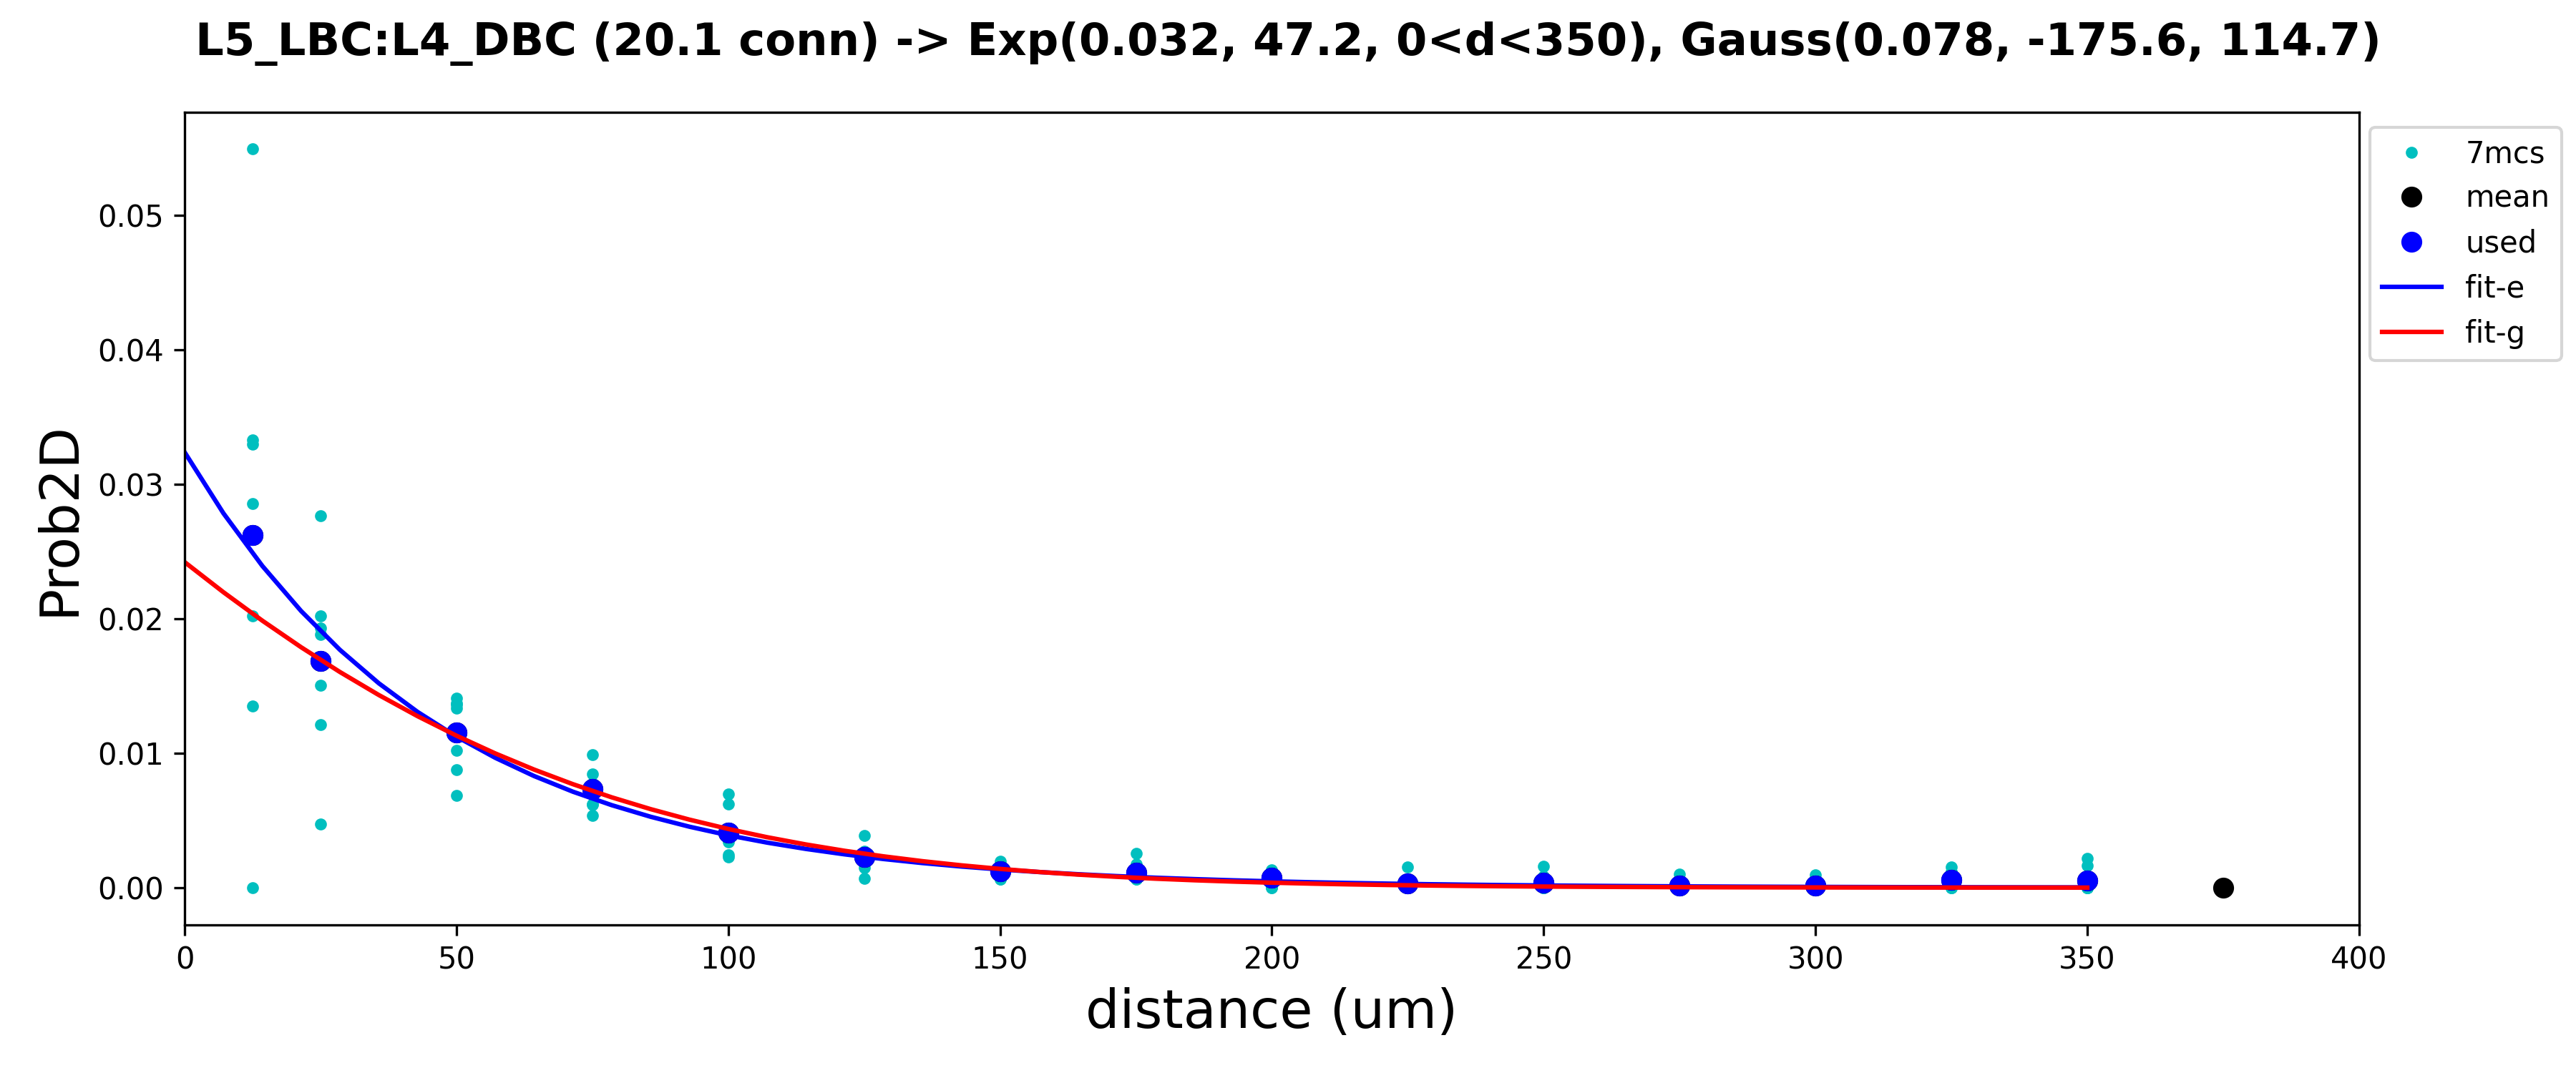 L5_LBC:L4_DBC (20.1 conn) -> Exp(0.032, 47.2, 0<d<350), Gauss(0.078, -175.6, 114.7)
7mcs
mean
used
fit-e
fit-g
Prob2D
0.05
0.04
0.03
0.02
0.01
0.00
0 50 100 150 200 250 300 350 400
distance (um)